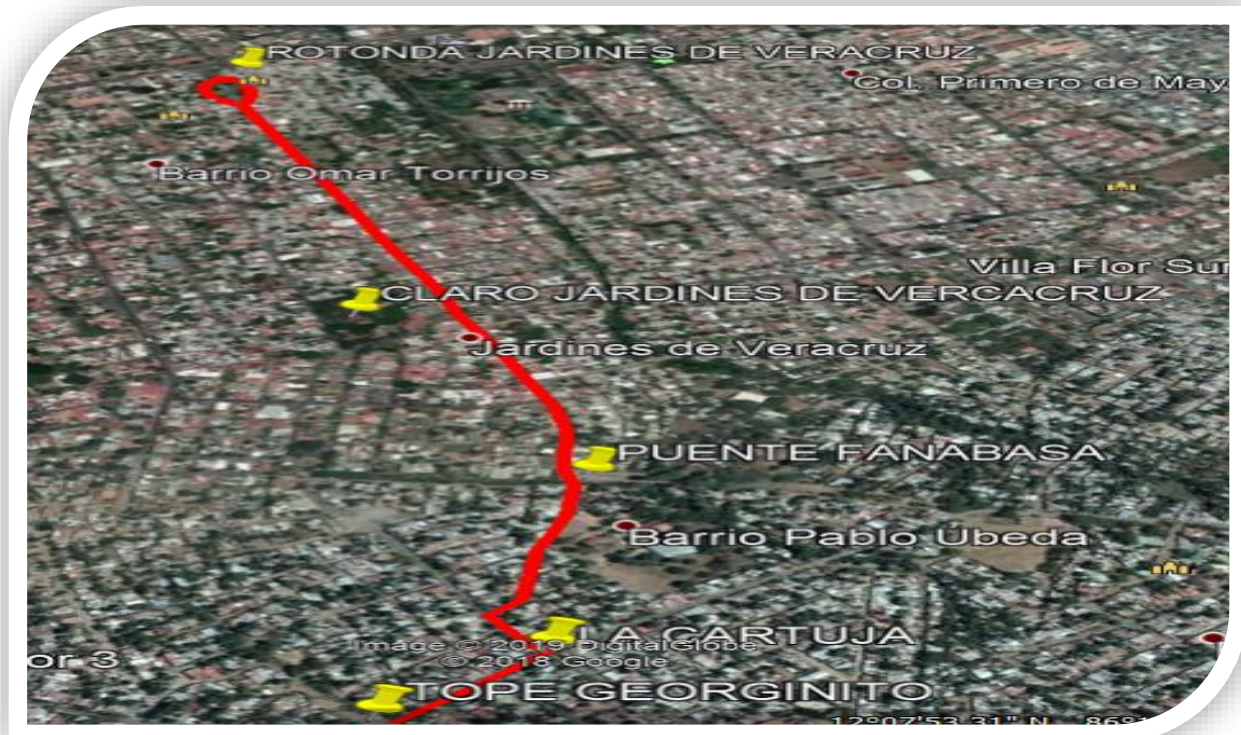 ROTONDA JARDINES DE VERACRUZ
Col. Primero de May
Barrio Omar Torrijos
Villa Flor Sur
CLARO JARDINES DE VERCACRUZ
Jardines de Veracruz
PUENTE FANABASA
Barrio Pablo Úbeda
LA CARTUJA
Image © 2019 DigitalGlobe
© 2018 Google
or 3
TOPE GEORGINITO
12°07'53.31" N